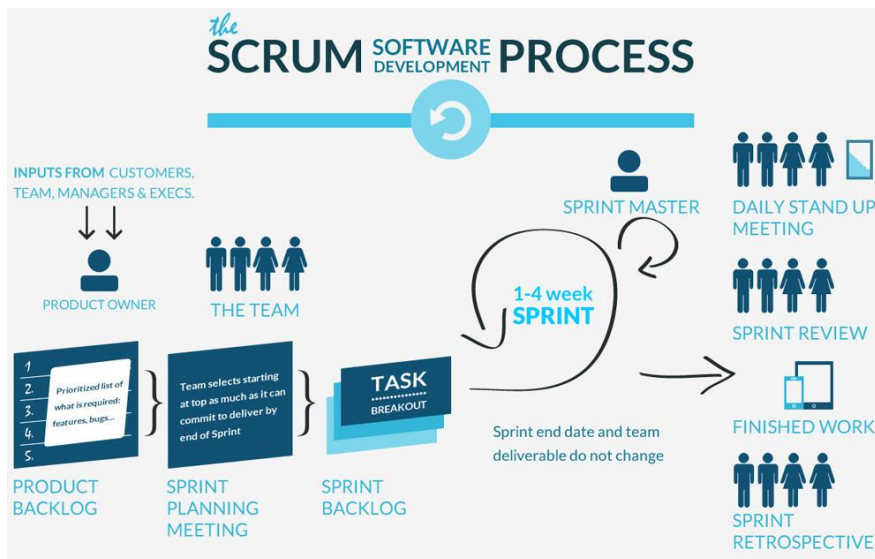 the
SCRUM SOFTWARE DEVELOPMENT PROCESS
INPUTS FROM CUSTOMERS,
TEAM, MANAGERS & EXECS.
PRODUCT OWNER
THE TEAM
SPRINT MASTER
DAILY STAND UP
MEETING
1-4 week
SPRINT
SPRINT REVIEW
1
2.
3.
4.
5.
Prioritized list of
what is required:
features, bugs...
Team selects starting
at top as much as it can
commit to deliver by
end of Sprint
TASK
BREAKOUT
Sprint end date and team
deliverable do not change
FINISHED WORK
PRODUCT
BACKLOG
SPRINT
PLANNING
MEETING
SPRINT
BACKLOG
SPRINT
RETROSPECTIVE